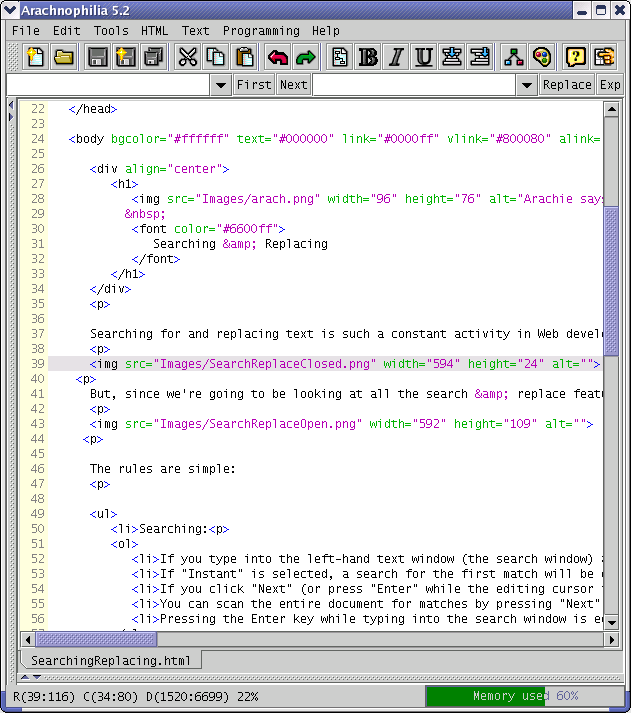 Arachnophilia 5.2
File Edit Tools HTML Text Programming Help
First Next Replace Exp
22 </head>
23
24 <body bgcolor="#ffffff" text="#000000" link="#0000ff" vlink="#800080" alink=
25
26 <div align="center">
27 <h1>
28 <img src="Images/arach.png" width="96" height="76" alt="Arachie says
29 &nbsp;
30 <font color="#6600ff">
31 Searching &amp; Replacing
32 </font>
33 </h1>
34 </div>
35 <p>
36
37 Searching for and replacing text is such a constant activity in Web devel
38 <p>
39 <img src="Images/SearchReplaceClosed.png" width="594" height="24" alt="">
40 <p>
41 But, since we're going to be looking at all the search &amp; replace feat
42 <p>
43 <img src="Images/SearchReplaceOpen.png" width="592" height="109" alt="">
44 <p>
45
46 The rules are simple:
47 <p>
48
49 <ul>
50 <li>Searching:<p>
51 <ol>
52 <li>If you type into the left-hand text window (the search window)
53 <li>If "Instant" is selected, a search for the first match will be
54 <li>If you click "Next" (or press "Enter" while the editing cursor
55 <li>You can scan the entire document for matches by pressing "Next"
56 <li>Pressing the Enter key while typing into the search window is e
SearchingReplacing.html
R(39:116) C(34:80) D(1520:6699) 22% Memory used 60%